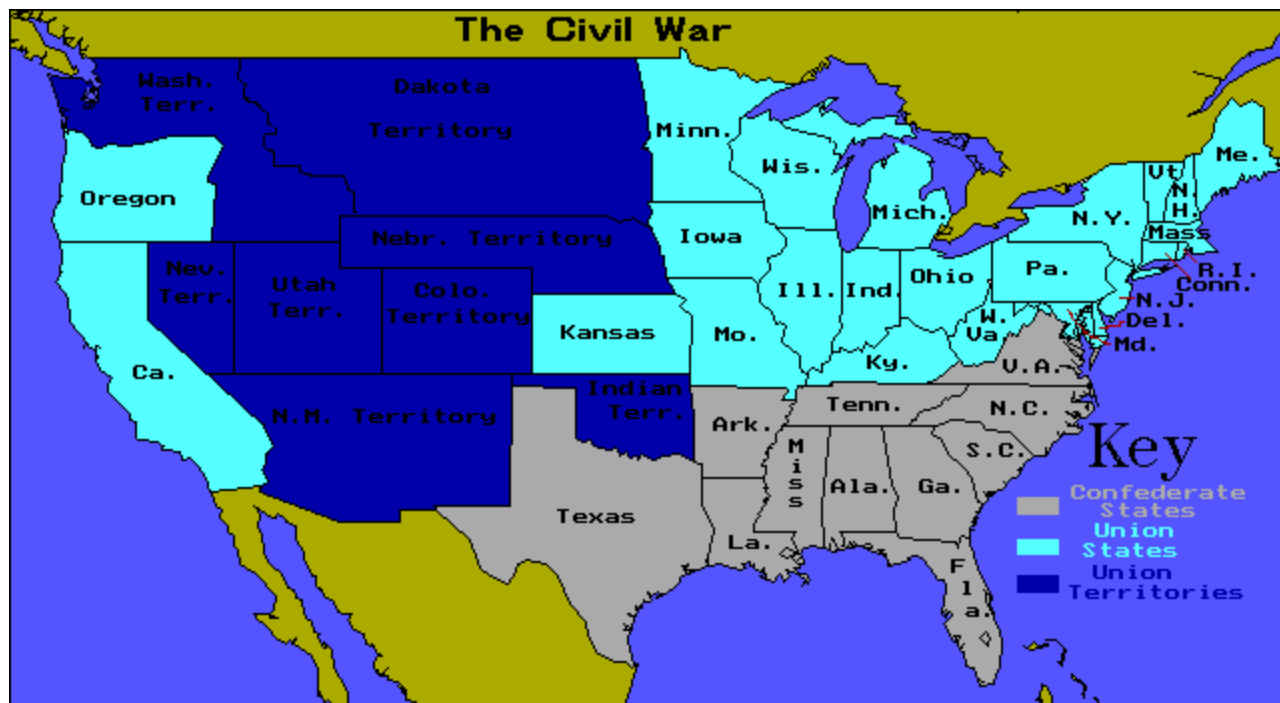 The Civil War
Wash.
Terr.
Dakota
Territory
Minn.
Oregon
Wis.
Mich.
Me.
Vt
N.
H.
N.Y.
Mass
Nebr. Territory
Iowa
Nev.
Terr.
Utah
Terr.
Colo.
Territory
Ill.
Ind.
Ohio
Pa.
R.I.
Conn.
N.J.
Del.
Md.
Kansas
Mo.
W.
Va.
Ky.
V.A.
Ca.
N.M. Territory
Indian
Terr.
Ark.
Tenn.
N.C.
S.C.
M
i
s
s
Ala.
Ga.
Texas
La.
F
l
a.
Key
Confederate
States
Union
States
Union
Territories